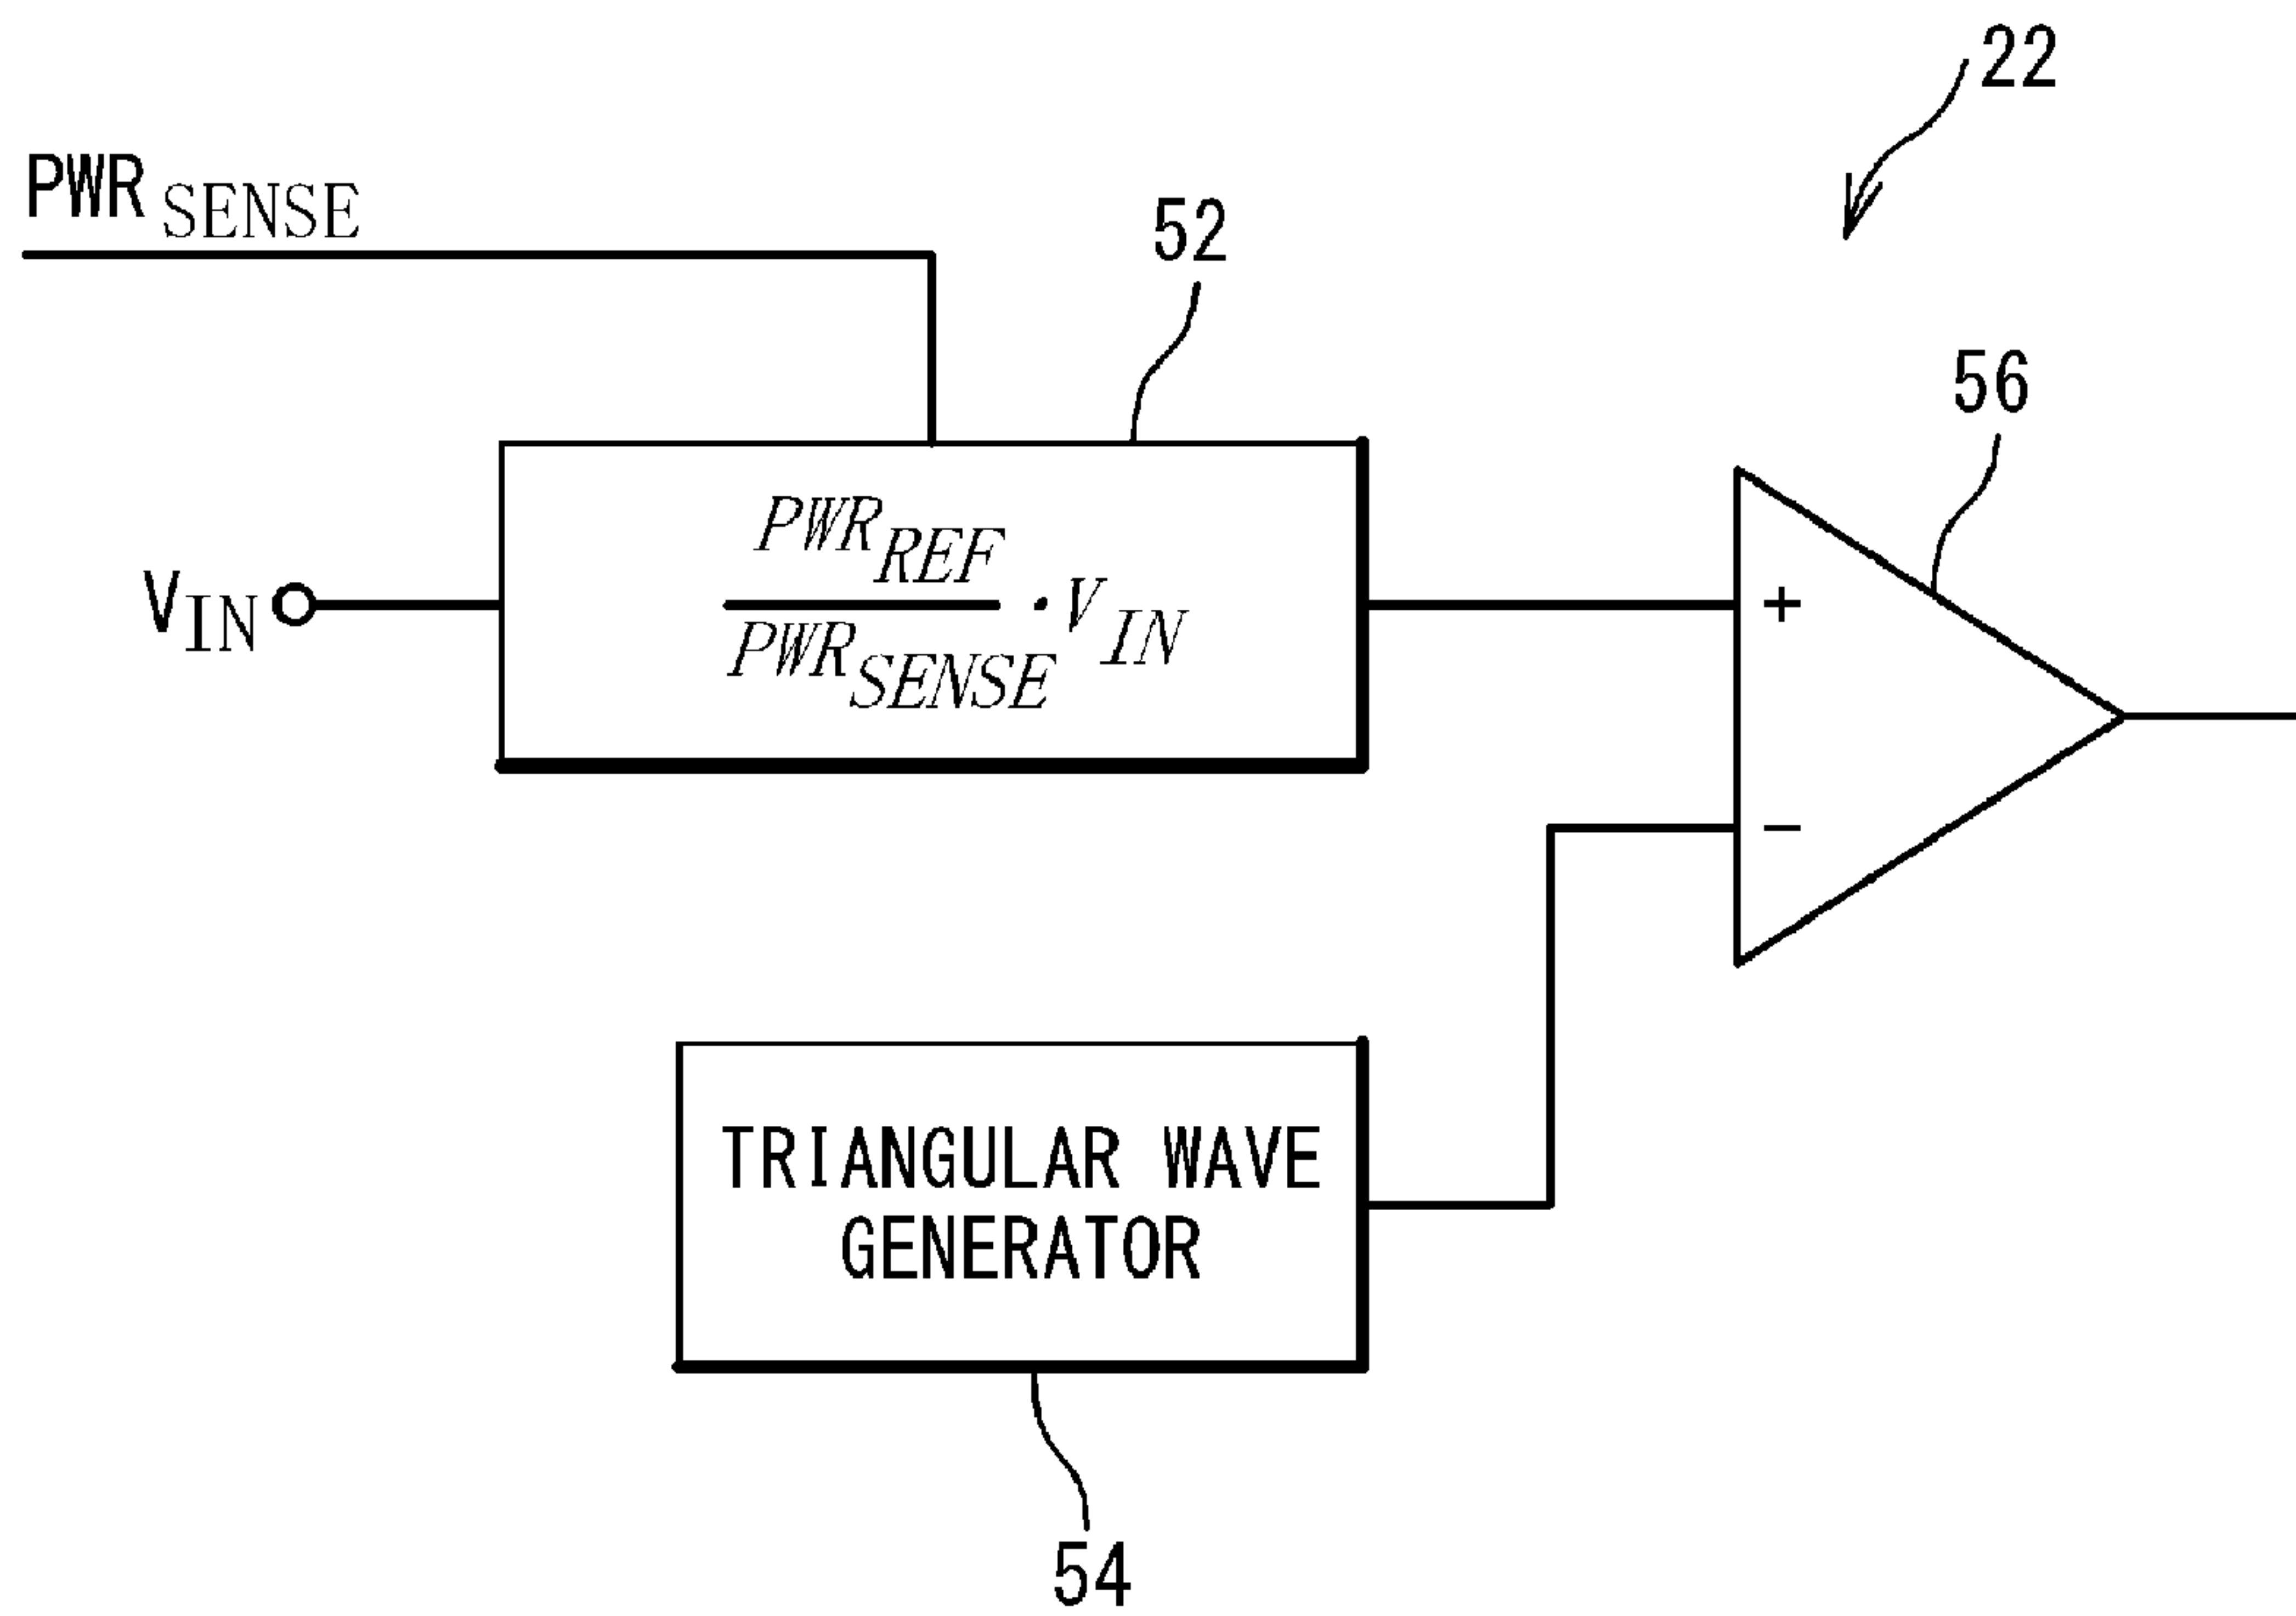 22
PWR SENSE
52
56
PWR REF
PWR SENSE · V IN
V IN
+
−
TRIANGULAR WAVE
GENERATOR
54